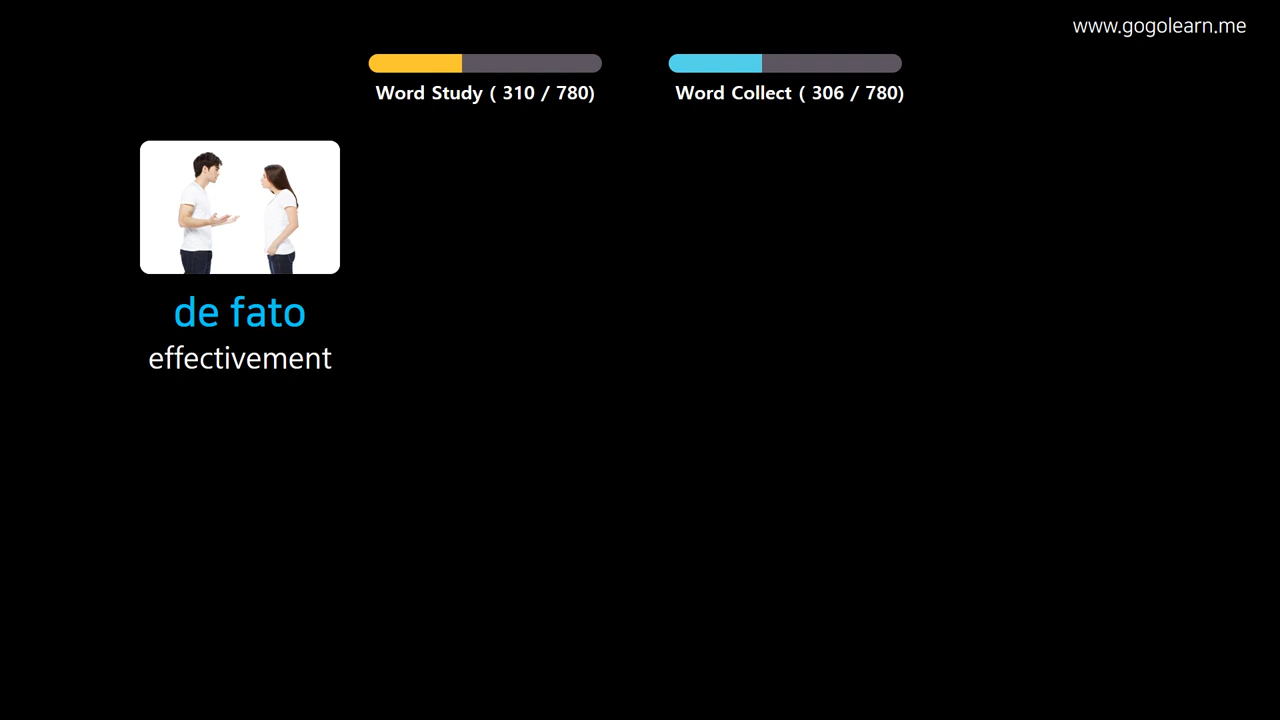 www.gogolearn.me
Word Study ( 310 / 780)
Word Collect ( 306 / 780)
de fato
effectivement